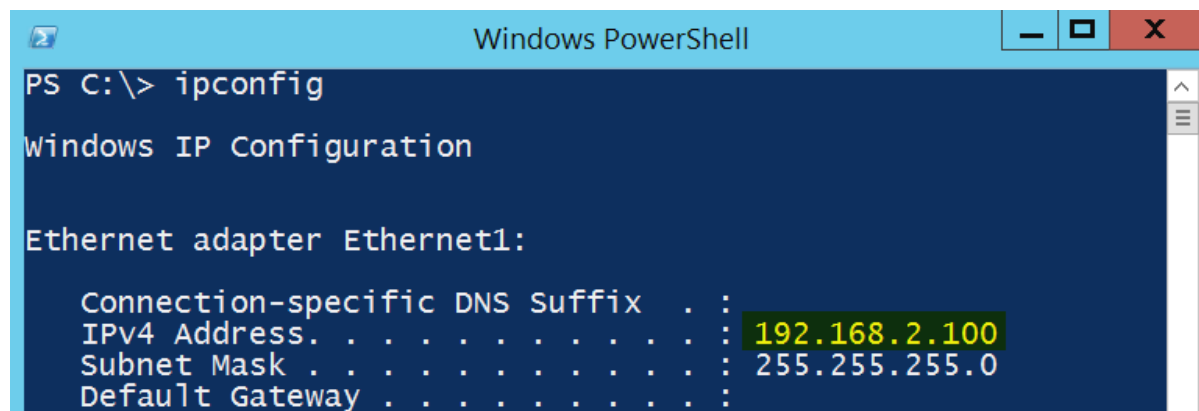 Windows PowerShell
PS C:\> ipconfig
Windows IP Configuration
Ethernet adapter Ethernet1:
Connection-specific DNS Suffix . :
IPv4 Address. . . . . . . . . . . : 192.168.2.100
Subnet Mask . . . . . . . . . . . : 255.255.255.0
Default Gateway . . . . . . . . . :